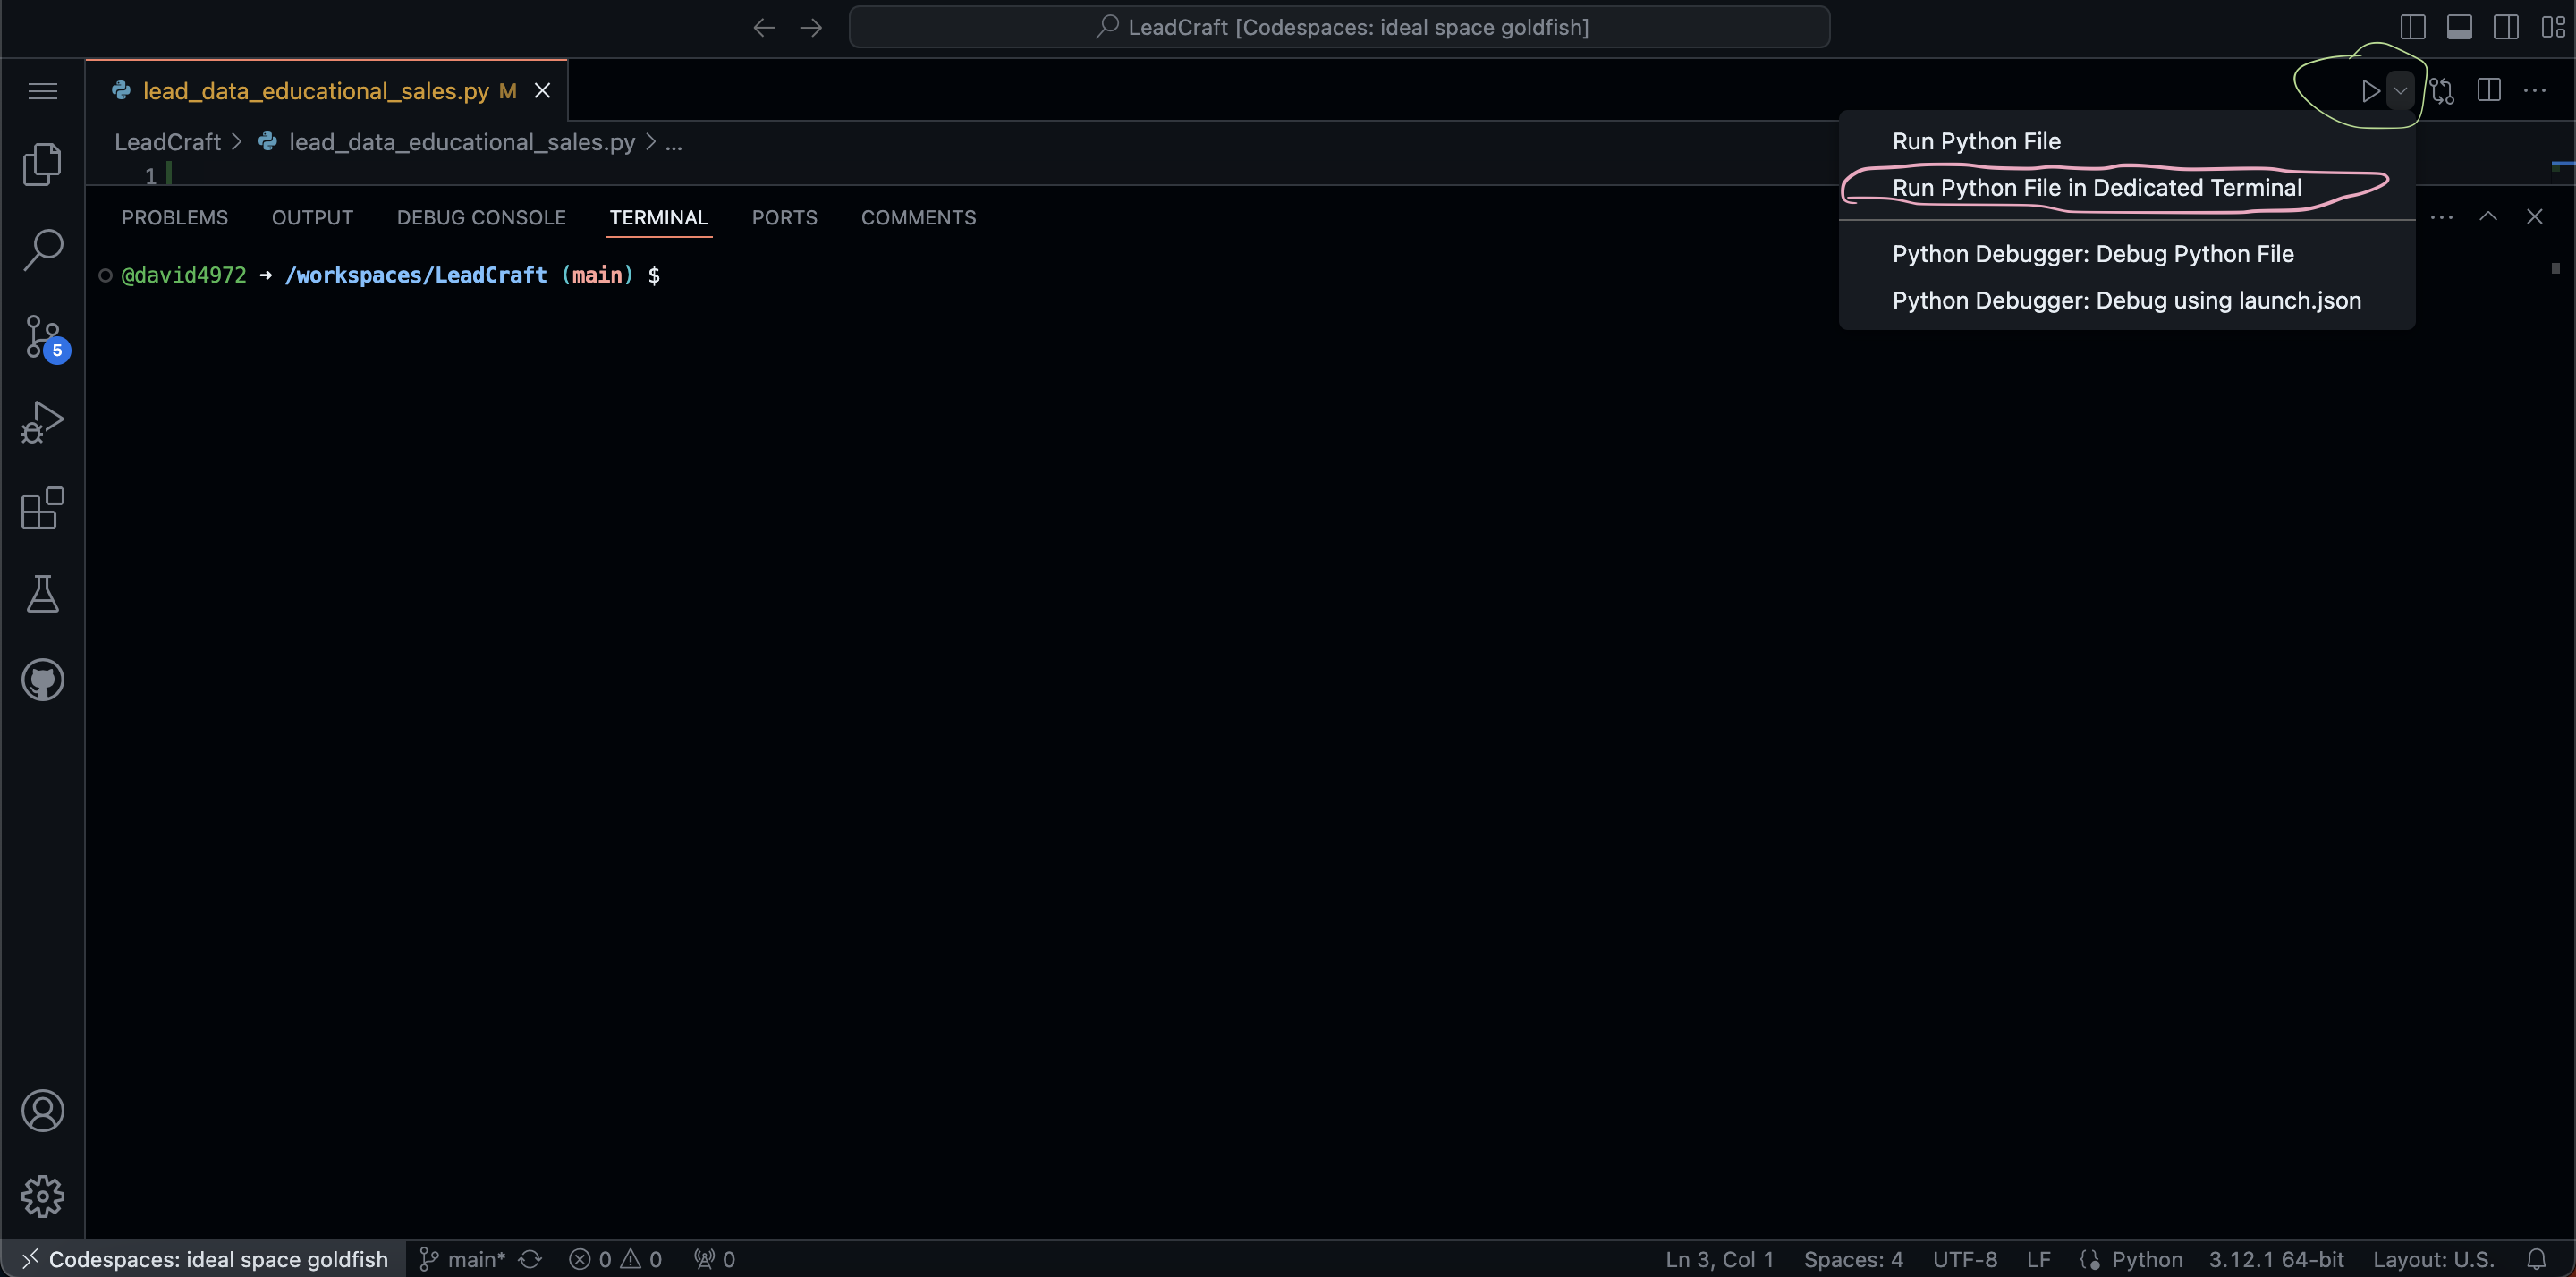 LeadCraft [Codespaces: ideal space goldfish]
lead_data_educational_sales.py M
LeadCraft > lead_data_educational_sales.py > ...
1
Run Python File
Run Python File in Dedicated Terminal
Python Debugger: Debug Python File
Python Debugger: Debug using launch.json
PROBLEMS OUTPUT DEBUG CONSOLE TERMINAL PORTS COMMENTS
@david4972 → /workspaces/LeadCraft (main) $
5
Codespaces: ideal space goldfish main* 0 0 0 Ln 3, Col 1 Spaces: 4 UTF-8 LF Python 3.12.1 64-bit Layout: U.S.